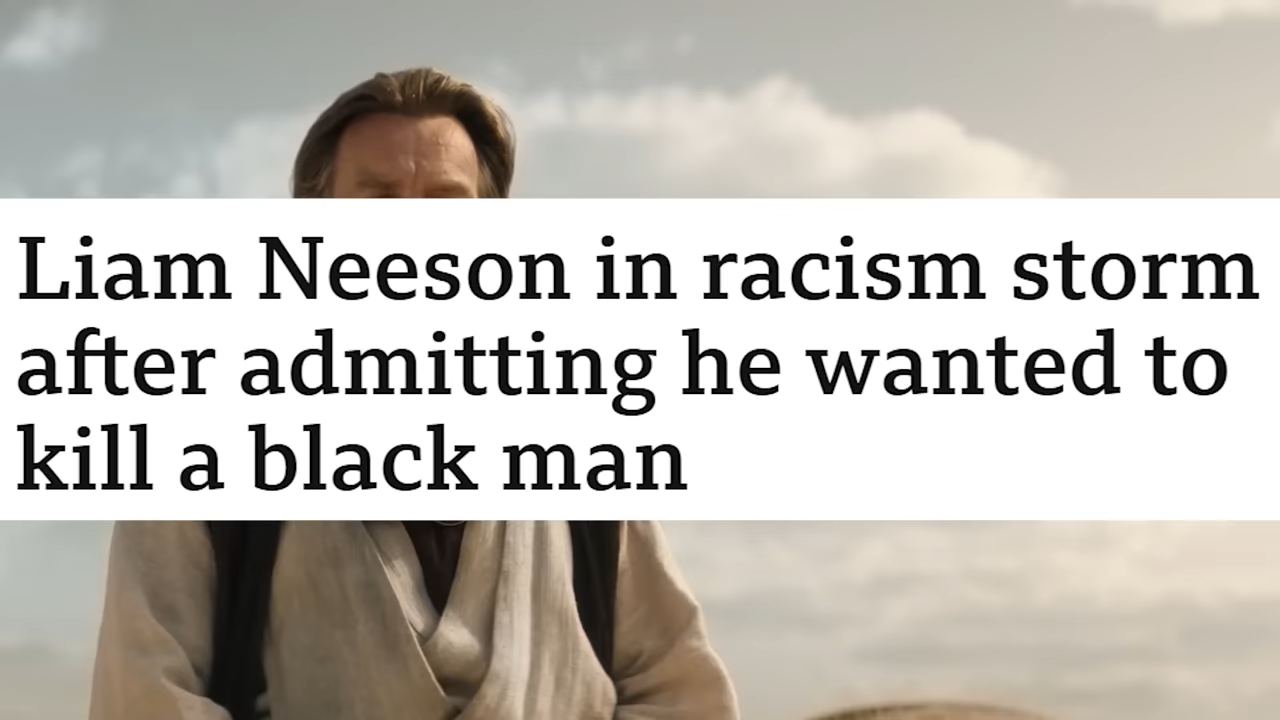 Liam Neeson in racism storm
after admitting he wanted to
kill a black man